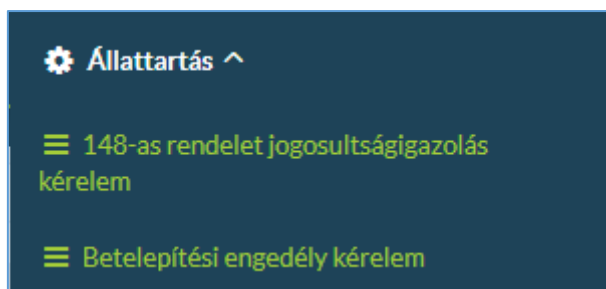 Állattartás
148-as rendelet jogosultságigazolás
kérelem
Betelepítési engedély kérelem